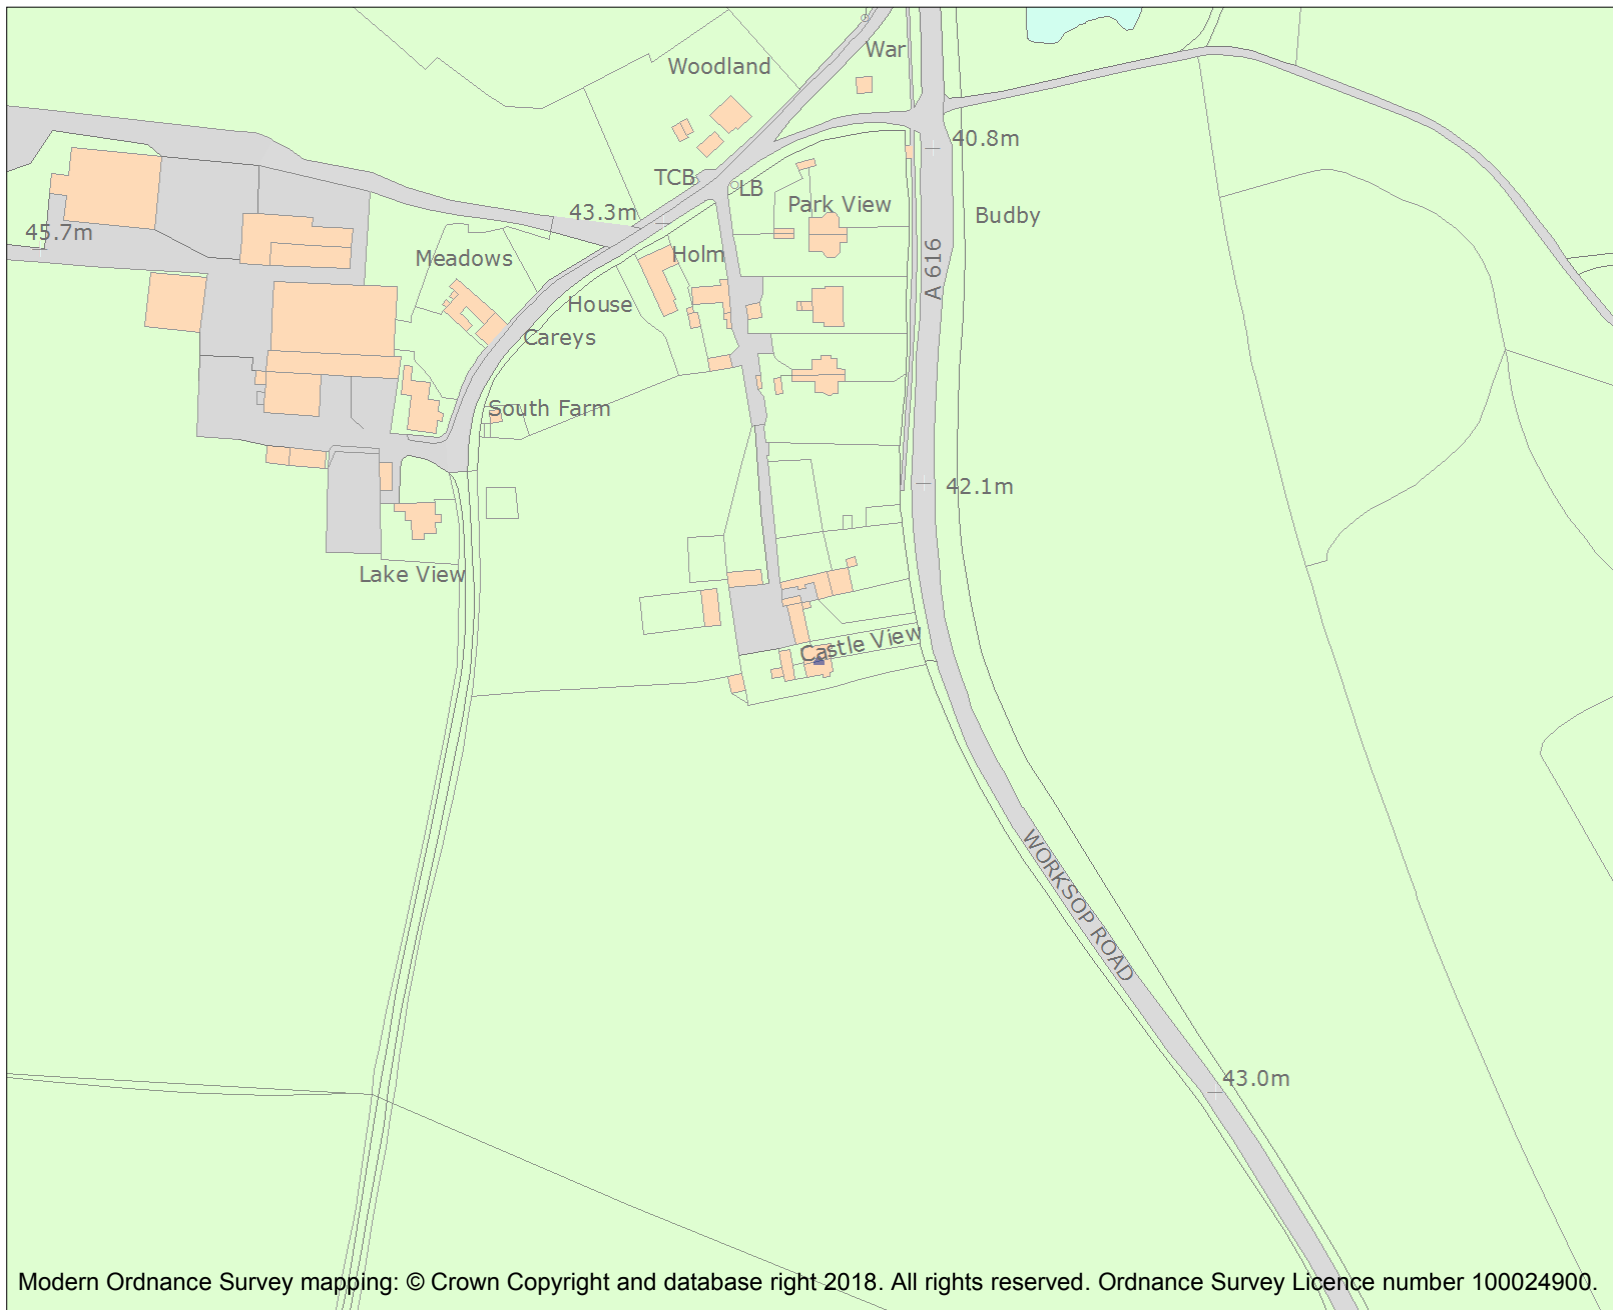 War
Woodland
40.8m
TCB
LB
43.3m
Park View
Budby
45.7m
Meadows
Holm
A 616
House
Careys
South Farm
42.1m
Lake View
Castle View
WORKSOP ROAD
43.0m
Modern Ordnance Survey mapping: © Crown Copyright and database right 2018. All rights reserved. Ordnance Survey Licence number 100024900.